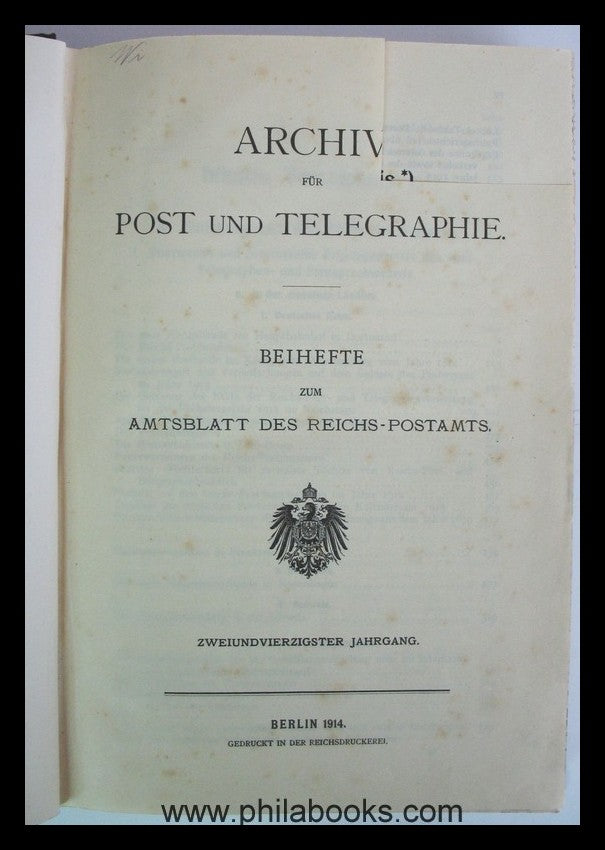 ARCHIV
FÜR
is.*)
POST UND TELEGRAPHIE.
BEIHEFTE
ZUM
AMTSBLATT DES REICHS-POSTAMTS.
ZWEIUNDVIERZIGSTER JAHRGANG.
BERLIN 1914.
GEDRUCKT IN DER REICHSDRUCKEREI.
www.philabooks.com